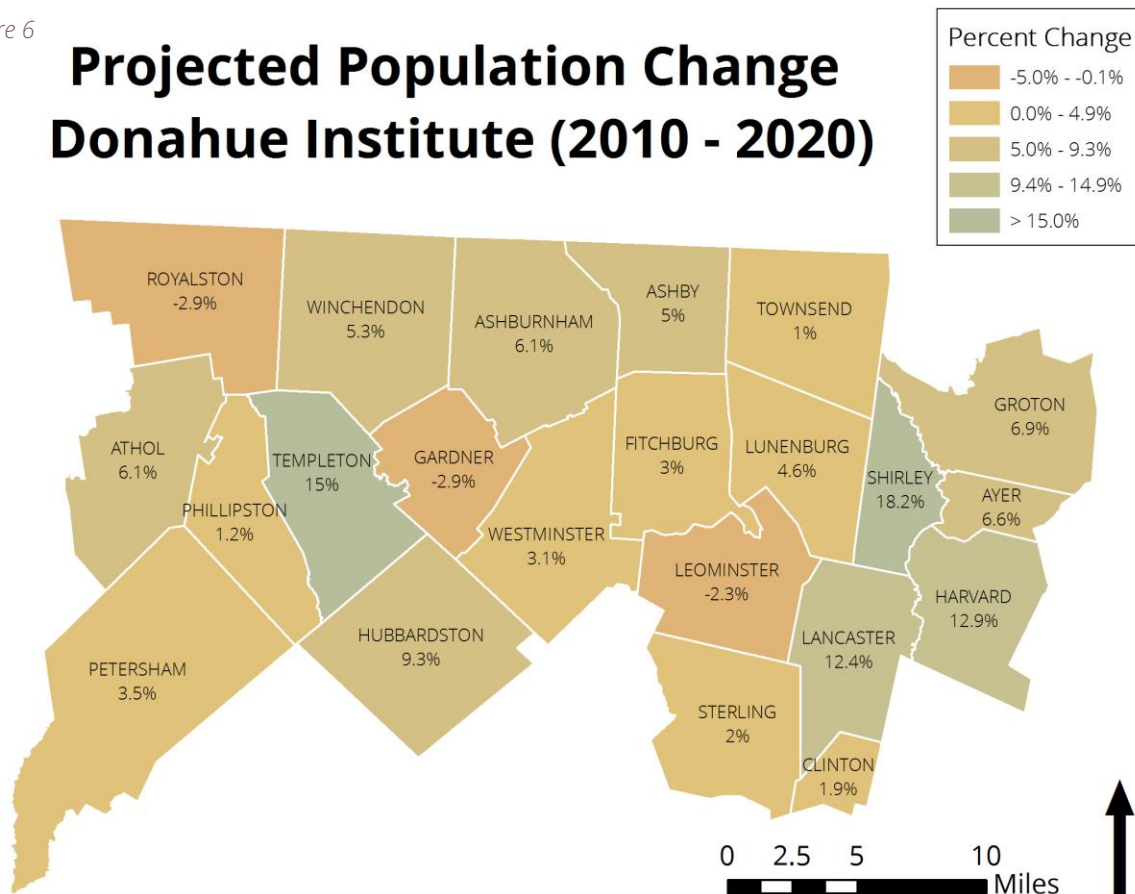 re 6
Projected Population Change
Donahue Institute (2010 - 2020)
Percent Change
-5.0% - -0.1%
0.0% - 4.9%
5.0% - 9.3%
9.4% - 14.9%
> 15.0%
ROYALSTON
-2.9%
WINCHENDON
5.3%
ASHBURNHAM
6.1%
ASHBY
5%
TOWNSEND
1%
GROTON
6.9%
ATHOL
6.1%
PHILLIPSTON
1.2%
TEMPLETON
15%
GARDNER
-2.9%
WESTMINSTER
3.1%
FITCHBURG
3%
LUNENBURG
4.6%
SHIRLEY
18.2%
AYER
6.6%
LEOMINSTER
-2.3%
HARVARD
12.9%
LANCASTER
12.4%
HUBBARDSTON
9.3%
PETERSHAM
3.5%
STERLING
2%
CLINTON
1.9%
0 2.5 5 10
Miles